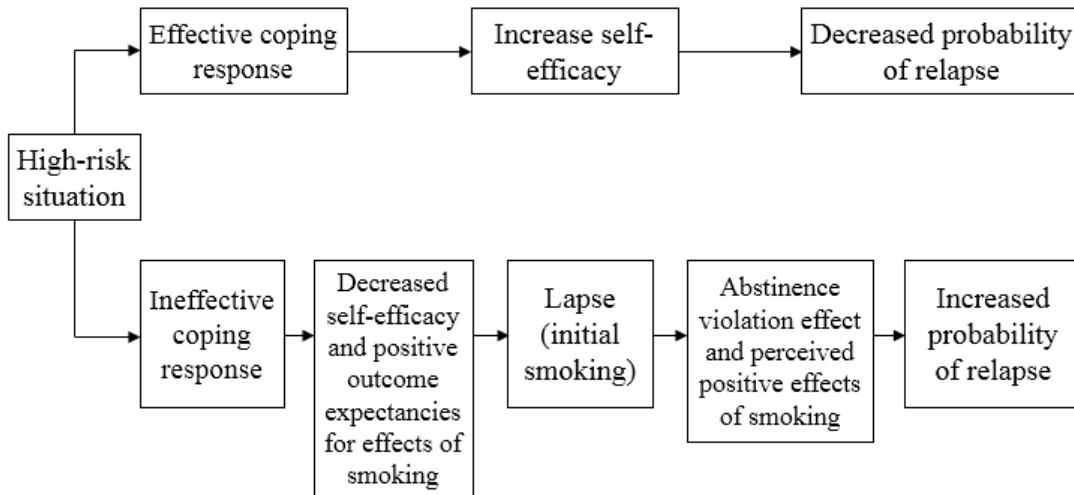 Effective coping
response
Increase self-
efficacy
Decreased probability
of relapse
High-risk
situation
Ineffective
coping
response
Decreased
self-efficacy
and positive
outcome
expectancies
for effects of
smoking
Lapse
(initial
smoking)
Abstinence
violation effect
and perceived
positive effects
of smoking
Increased
probability
of relapse